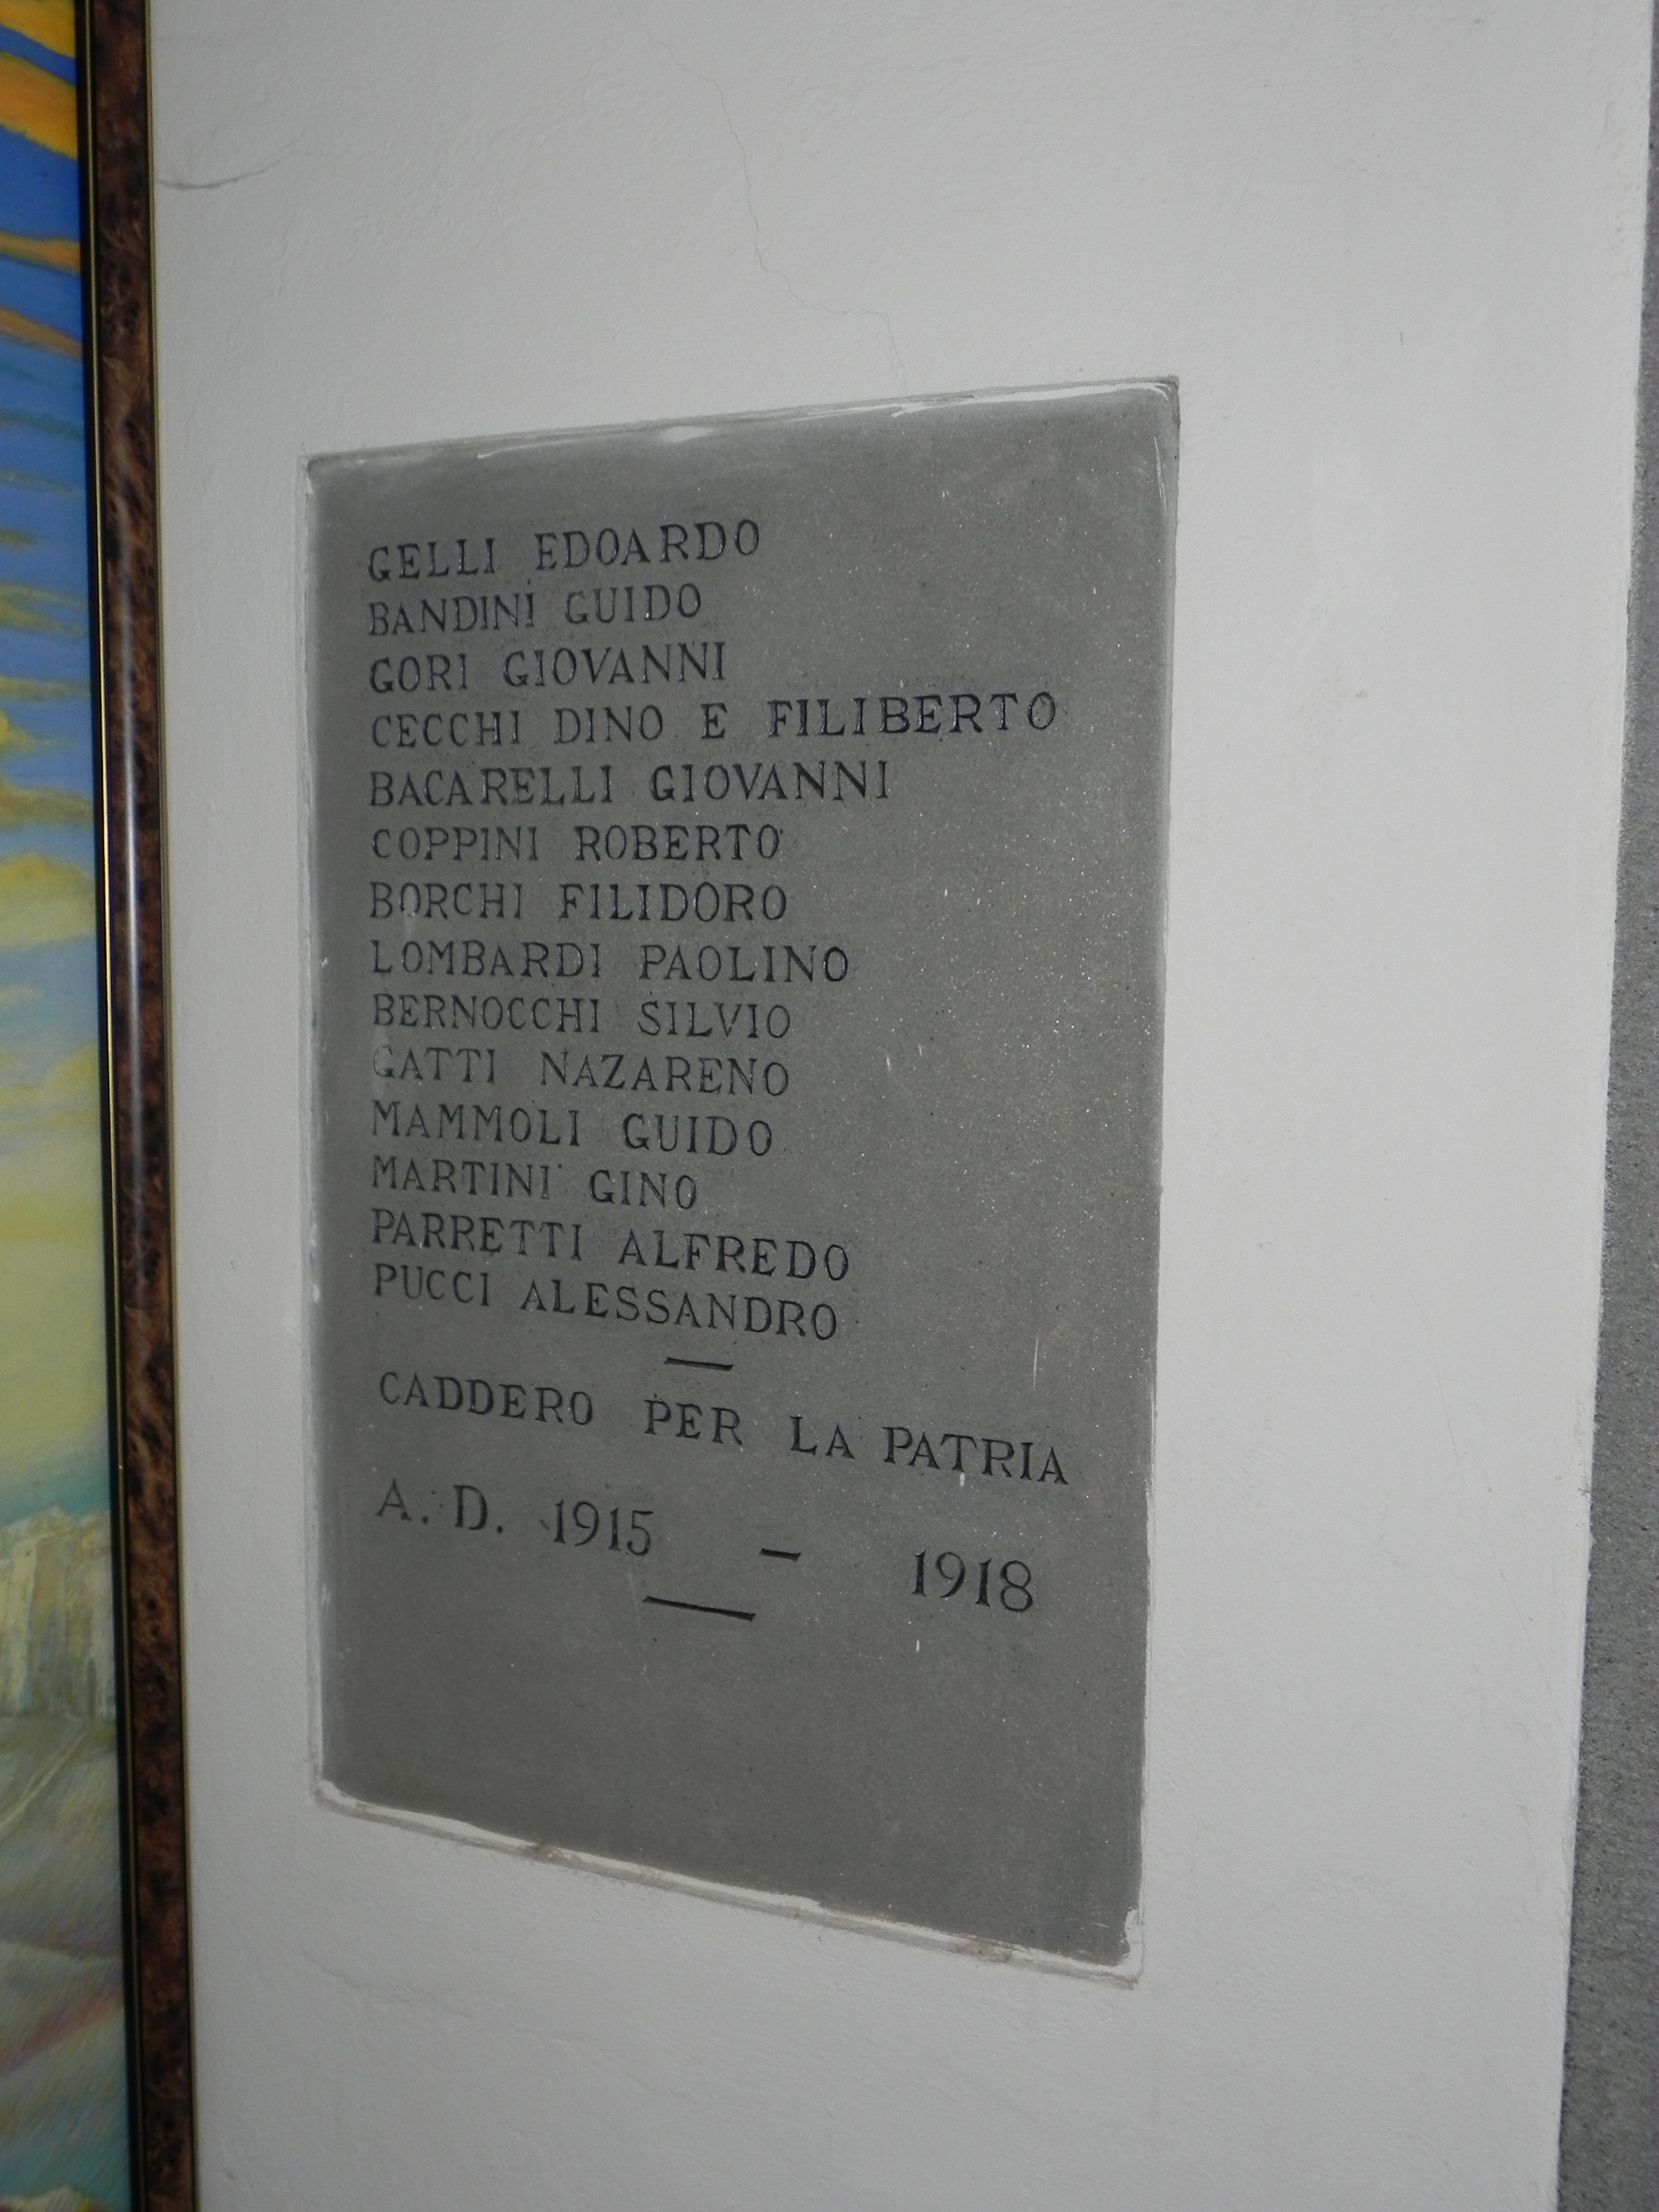 GELLI EDOARDO
BANDINI GUIDO
GORI GIOVANNI
CECCHI DINO E FILIBERTO
BACARELLI GIOVANNI
COPPINI ROBERTO
BORCHI FILIDORO
LOMBARDI PAOLINO
BERNOCCHI SILVIO
GATTI NAZARENO
MAMMOLI GUIDO
MARTINI GINO
PARRETTI ALFREDO
PUCCI ALESSANDRO
—
CADDERO PER LA PATRIA
A. D. 1915 – 1918
—